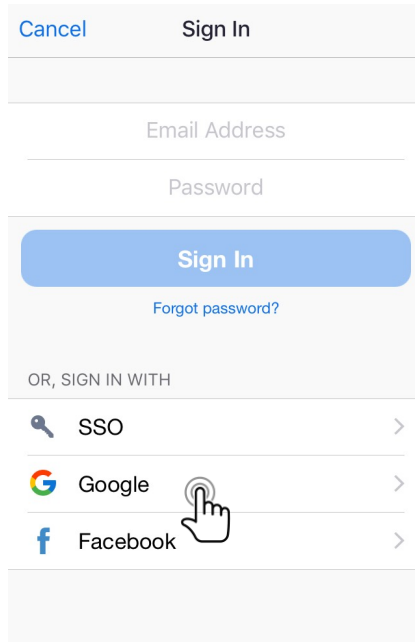 Cancel Sign In
Email Address
Password
Sign In
Forgot password?
OR, SIGN IN WITH
SSO
Google
Facebook